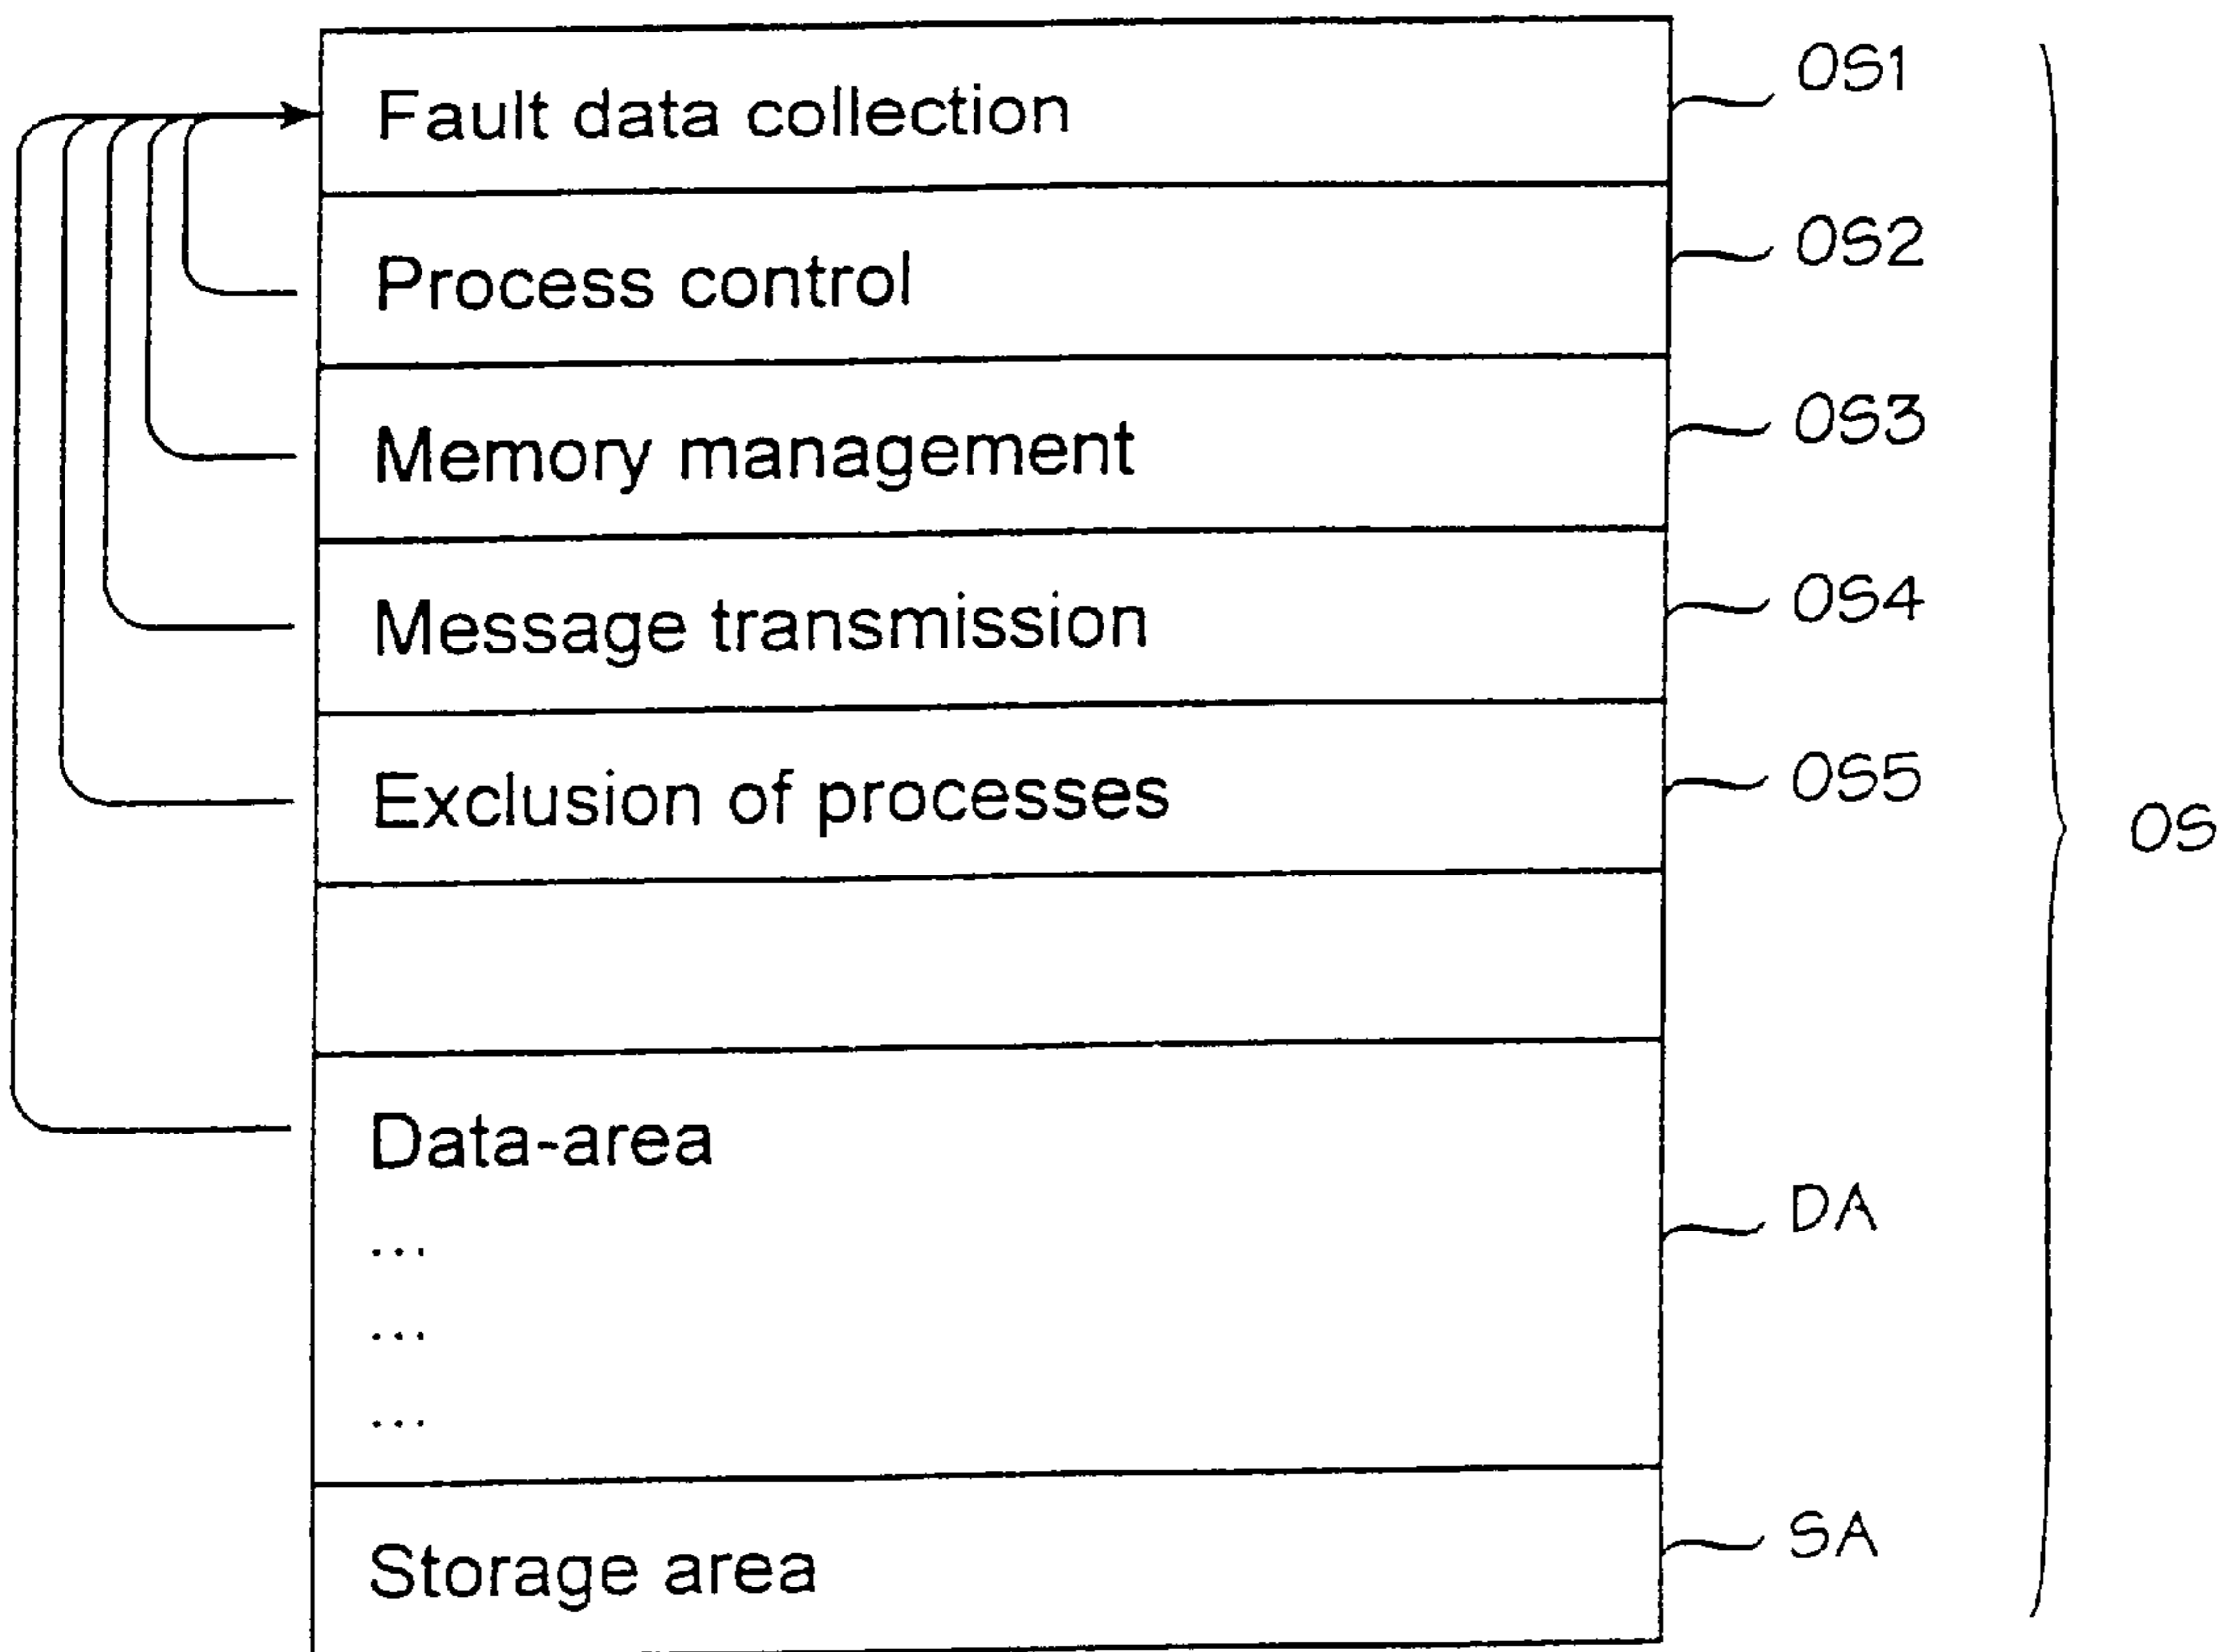 Fault data collection OS1
Process control OS2
Memory management OS3
Message transmission OS4
Exclusion of processes OS5
OS
Data-area
DA
...
...
...
Storage area SA